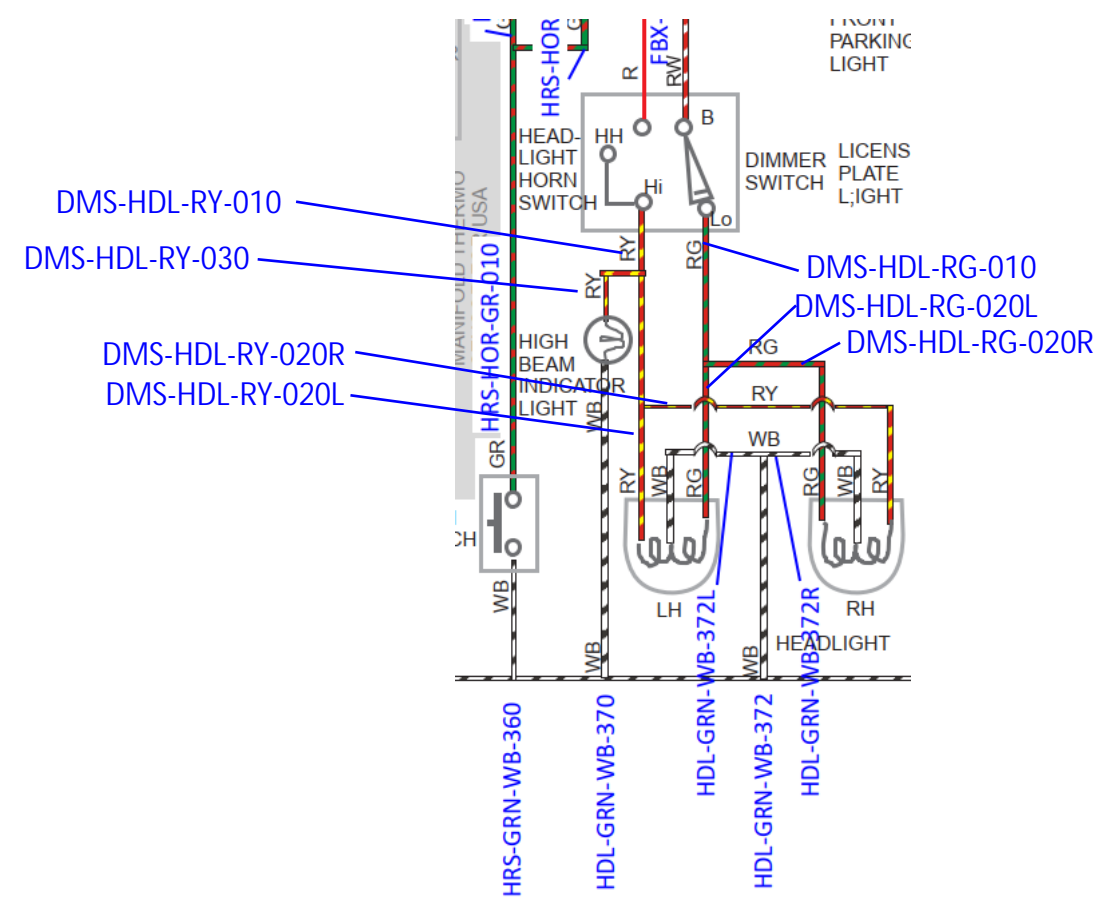 FRONT
PARKING
LIGHT
HRS-HOR
FBX-
R
RW
B
HH
HEAD-
LIGHT
HORN
SWITCH
Hi
Lo
DIMMER
SWITCH
LICENS
PLATE
L;IGHT
MANIFOLD THERMO
USA
DMS-HDL-RY-010
DMS-HDL-RY-030
DMS-HDL-RY-020R
DMS-HDL-RY-020L
HRS-HOR-GR-010
RY
RG
RY
DMS-HDL-RG-010
DMS-HDL-RG-020L
DMS-HDL-RG-020R
HIGH
BEAM
INDICATOR
LIGHT
RG
RY
WB
WB
GR
RY
WB
RG
RG
WB
RY
CH
LH
RH
HEADLIGHT
WB
WB
WB
HRS-GRN-WB-360
HDL-GRN-WB-370
HDL-GRN-WB-372L
HDL-GRN-WB-372
HDL-GRN-WB-372R